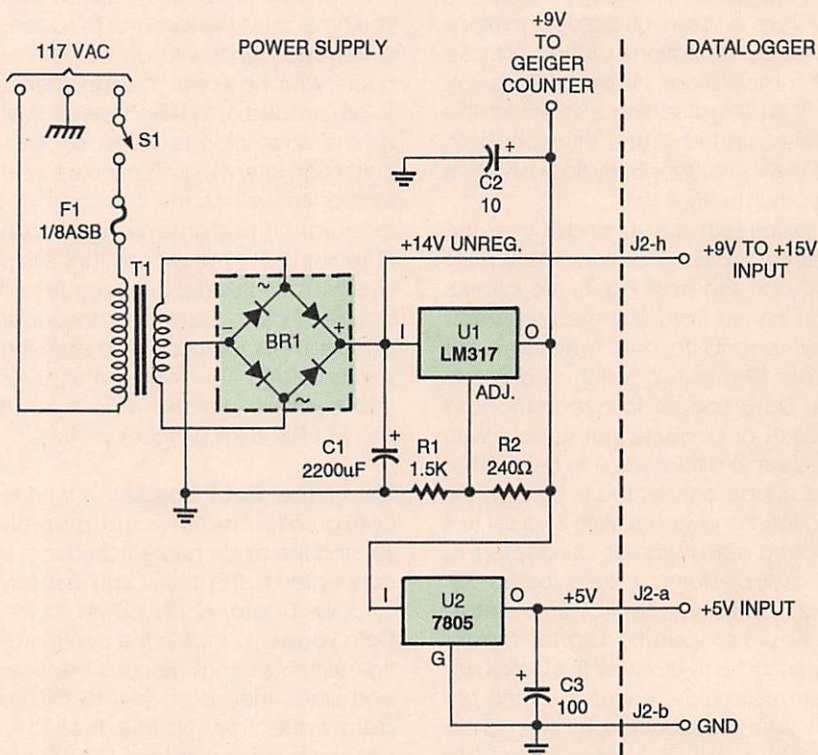 +9V
TO
GEIGER
COUNTER
117 VAC
POWER SUPPLY
DATALOGGER
S1
F1
1/8ASB
T1
+
C2
10
+14V UNREG.
J2-h
+9V TO +15V
INPUT
~
−
+
BR1
~
I
U1
LM317
O
ADJ.
C1
2200uF
+
R1
1.5K
R2
240Ω
I
U2
7805
O
G
+5V
J2-a
+5V INPUT
+
C3
100
J2-b
GND